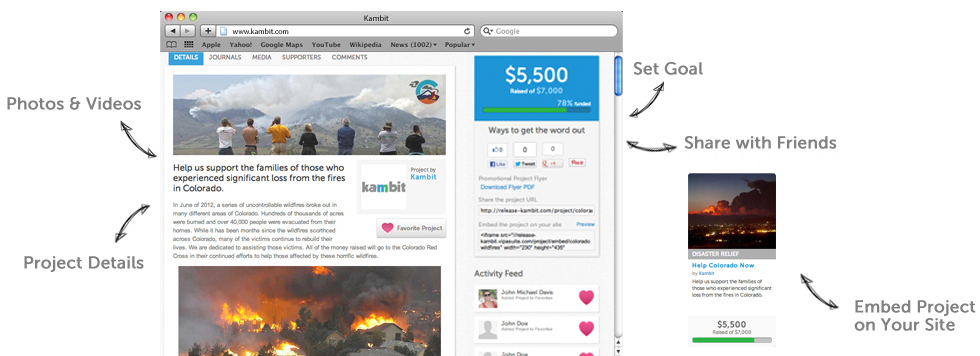 Kambit
www.kambit.com
Google
Apple Yahoo! Google Maps YouTube Wikipedia News (1002) Popular
DETAILS JOURNALS MEDIA SUPPORTERS COMMENTS
Photos & Videos
Project Details
Help us support the families of those who
experienced significant loss from the fires
in Colorado.
Project by
Kambit
kambit
Favorite Project
In June of 2012, a series of uncontrollable wildfires broke out in
many different areas of Colorado. Hundreds of thousands of acres
were burned and over 40,000 people were evacuated from their
homes. While it has been months since the wildfires scorthced
across Colorado, many of the victims continue to rebuild their
lives. We are dedicated to assisting those victims. All of the money raised will go to the Colorado Red
Cross in their continued efforts to help those affected by these horrific wildfires.
$5,500
Raised of $7,000
78% funded
Ways to get the word out
0 0 0
Like Tweet +1 Pin it
Promotional Project Flyer
Download Flyer PDF
Share the project URL
http://release-kambit.com/project/colora
Embed the project on your site Preview
<iframe src="//release-
kambit.vipasuite.com/project/embed/colorado
wildfires" width="230" height="435"
Activity Feed
John Michael Davis
Added Project to Favorites
John Doe
Added Project to Favorites
John Dox
Set Goal
Share with Friends
DISASTER RELIEF
Help Colorado Now
by Kambit
Help us support the families of
those who experienced significant
loss from the fires in Colorado.
$5,500
Raised of $7,000
Embed Project
on Your Site